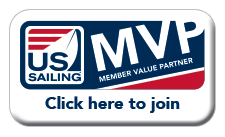 US
SAILING
MVP
MEMBER VALUE PARTNER
Click here to join